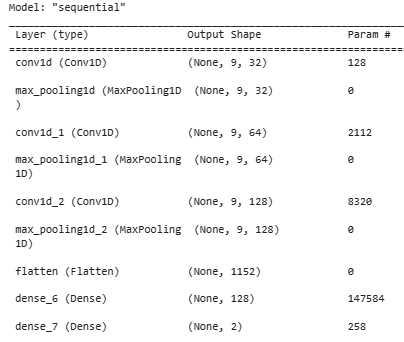 Model: "sequential"
_________________________________________________________________
Layer (type) Output Shape Param #
=================================================================
conv1d (Conv1D) (None, 9, 32) 128
max_pooling1d (MaxPooling1D (None, 9, 32) 0
)
conv1d_1 (Conv1D) (None, 9, 64) 2112
max_pooling1d_1 (MaxPooling (None, 9, 64) 0
1D)
conv1d_2 (Conv1D) (None, 9, 128) 8320
max_pooling1d_2 (MaxPooling (None, 9, 128) 0
1D)
flatten (Flatten) (None, 1152) 0
dense_6 (Dense) (None, 128) 147584
dense_7 (Dense) (None, 2) 258